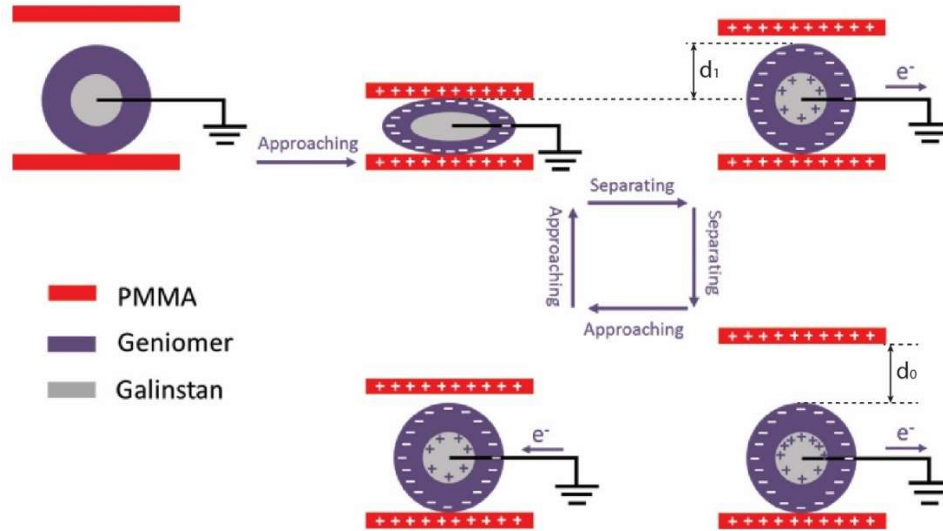 + + + + + + + + + +
d₁
e⁻
+ + + + + + + + + +
Approaching
+ + + + + + + + + +
+ + + + + + + + + +
Separating
Approaching
Separating
Approaching
PMMA
Geniomer
Galinstan
+ + + + + + + + + +
d₀
+ + + + + + + + + +
e⁻
e⁻
+ + + + + + + + + +
+ + + + + + + + + +